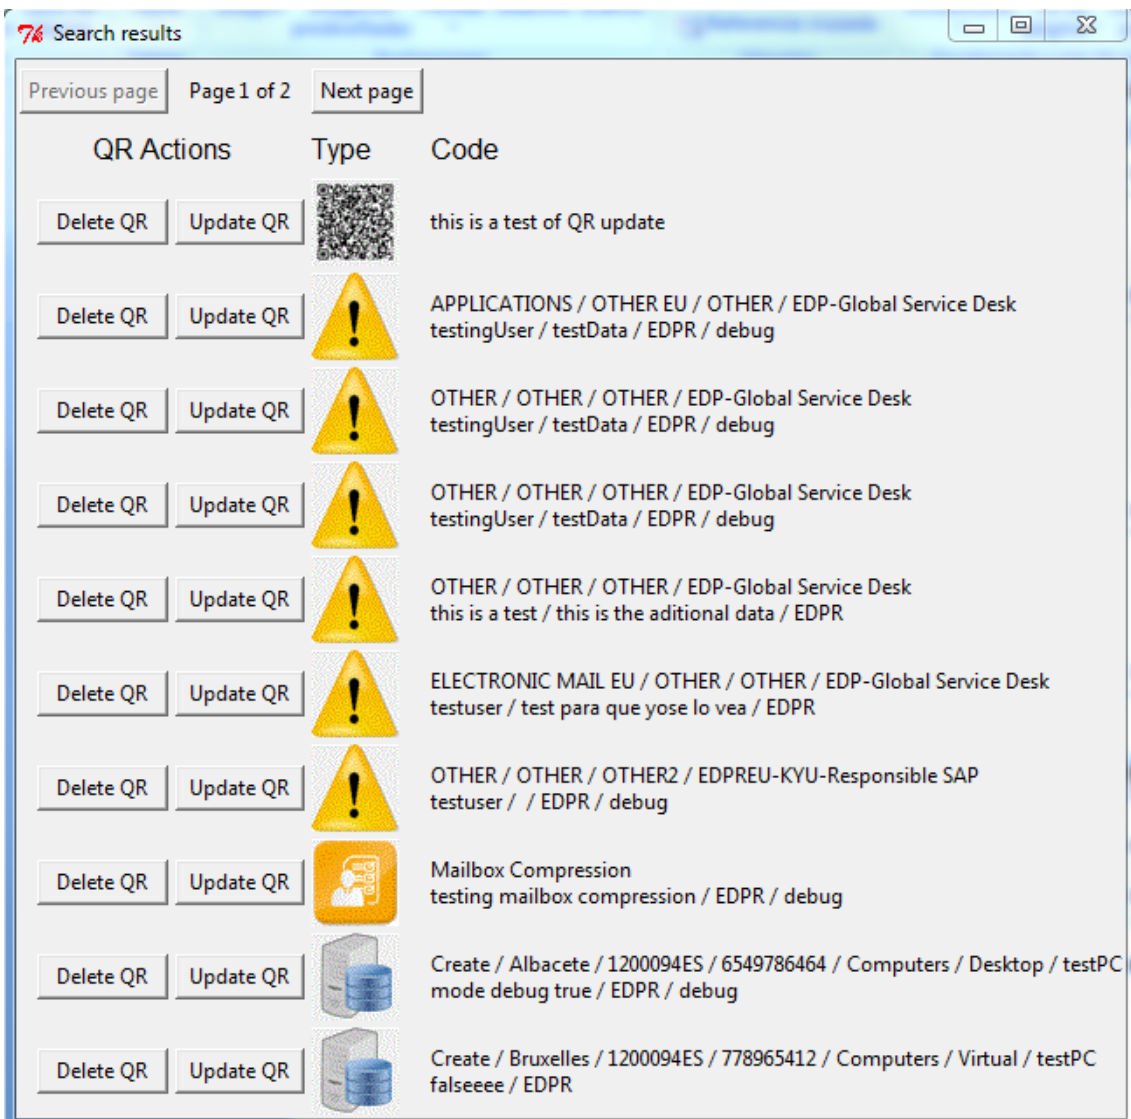 Search results
Previous page Page 1 of 2 Next page
QR Actions Type Code
Delete QR Update QR this is a test of QR update
Delete QR Update QR APPLICATIONS / OTHER EU / OTHER / EDP-Global Service Desk
testingUser / testData / EDPR / debug
Delete QR Update QR OTHER / OTHER / OTHER / EDP-Global Service Desk
testingUser / testData / EDPR / debug
Delete QR Update QR OTHER / OTHER / OTHER / EDP-Global Service Desk
testingUser / testData / EDPR / debug
Delete QR Update QR OTHER / OTHER / OTHER / EDP-Global Service Desk
this is a test / this is the aditional data / EDPR
Delete QR Update QR ELECTRONIC MAIL EU / OTHER / OTHER / EDP-Global Service Desk
testuser / test para que yose lo vea / EDPR
Delete QR Update QR OTHER / OTHER / OTHER2 / EDPREU-KYU-Responsible SAP
testuser / / EDPR / debug
Delete QR Update QR Mailbox Compression
testing mailbox compression / EDPR / debug
Delete QR Update QR Create / Albacete / 1200094ES / 6549786464 / Computers / Desktop / testPC
mode debug true / EDPR / debug
Delete QR Update QR Create / Bruxelles / 1200094ES / 778965412 / Computers / Virtual / testPC
falseeee / EDPR